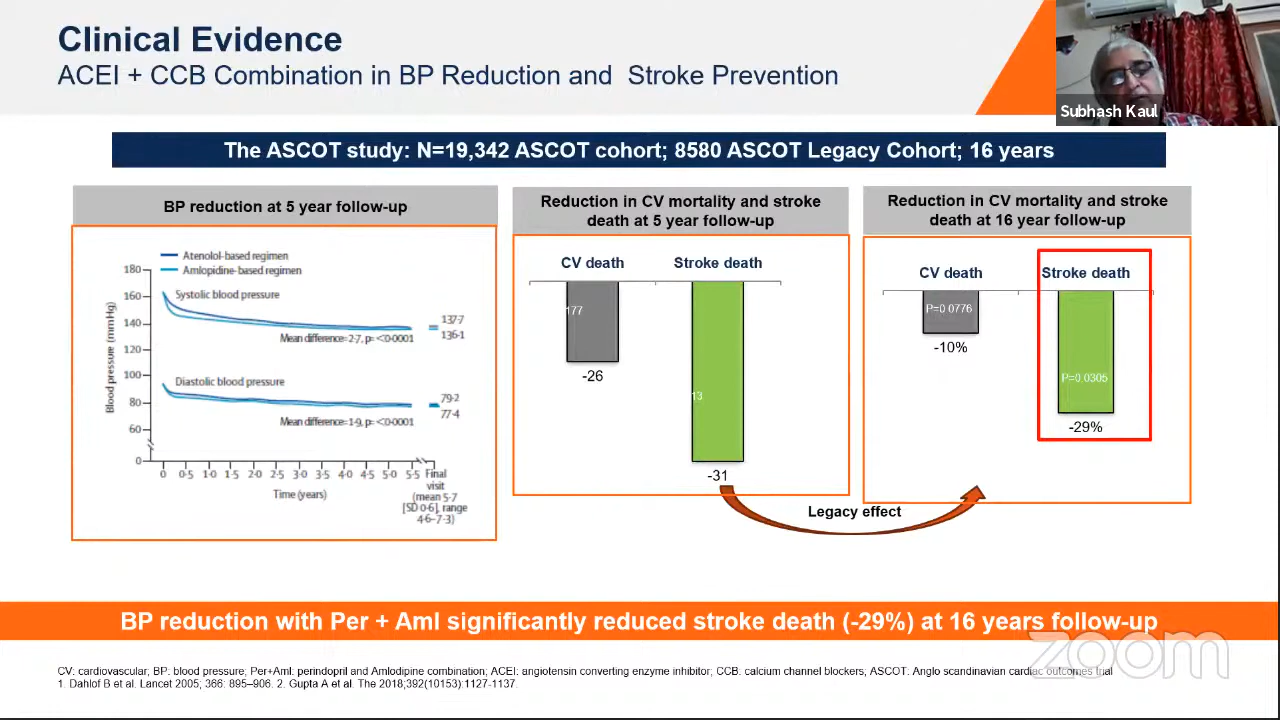 Clinical Evidence
ACEI + CCB Combination in BP Reduction and Stroke Prevention
Subhash Kaul
The ASCOT study: N=19,342 ASCOT cohort; 8580 ASCOT Legacy Cohort; 16 years
BP reduction at 5 year follow-up
Atenolol-based regimen
Amlopidine-based regimen
180
160
140
120
100
80
60
0
Blood pressure (mmHg)
Systolic blood pressure
137·7
136·1
Mean difference=2·7, p=<0·0001
Diastolic blood pressure
79·2
77·4
Mean difference=1·9, p=<0·0001
0 0·5 1·0 1·5 2·0 2·5 3·0 3·5 4·0 4·5 5·0 5·5 Final
visit
(mean 5·7
[SD 0·6], range
4·6–7·3)
Time (years)
Reduction in CV mortality and stroke
death at 5 year follow-up
CV death Stroke death
177
-26
13
-31
Legacy effect
Reduction in CV mortality and stroke
death at 16 year follow-up
CV death Stroke death
P=0.0776
-10%
P=0.0305
-29%
BP reduction with Per + Aml significantly reduced stroke death (-29%) at 16 years follow-up
zoom
CV: cardiovascular; BP: blood pressure; Per+Aml: perindopril and Amlodipine combination; ACEI: angiotensin converting enzyme inhibitor; CCB: calcium channel blockers; ASCOT: Anglo scandinavian cardiac outcomes trial
1. Dahlof B et al. Lancet 2005; 366: 895–906. 2. Gupta A et al. The 2018;392(10153):1127-1137.